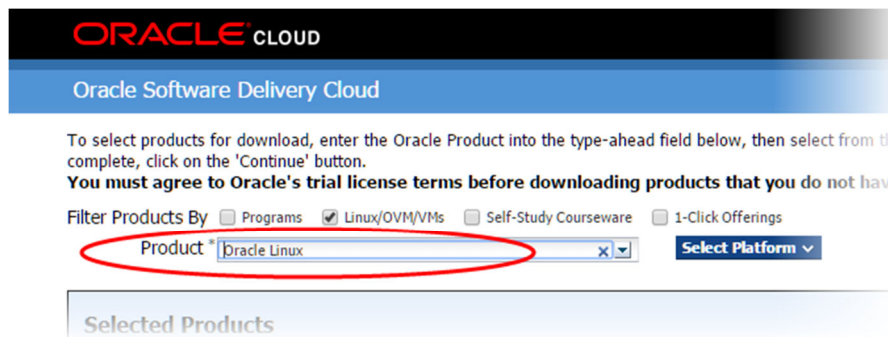 ORACLE CLOUD
Oracle Software Delivery Cloud
To select products for download, enter the Oracle Product into the type-ahead field below, then select from
complete, click on the 'Continue' button.
You must agree to Oracle's trial license terms before downloading products that you do not
Filter Products By Programs Linux/OVM/VMs Self-Study Courseware 1-Click Offerings
Product * Oracle Linux Select Platform
Selected Products